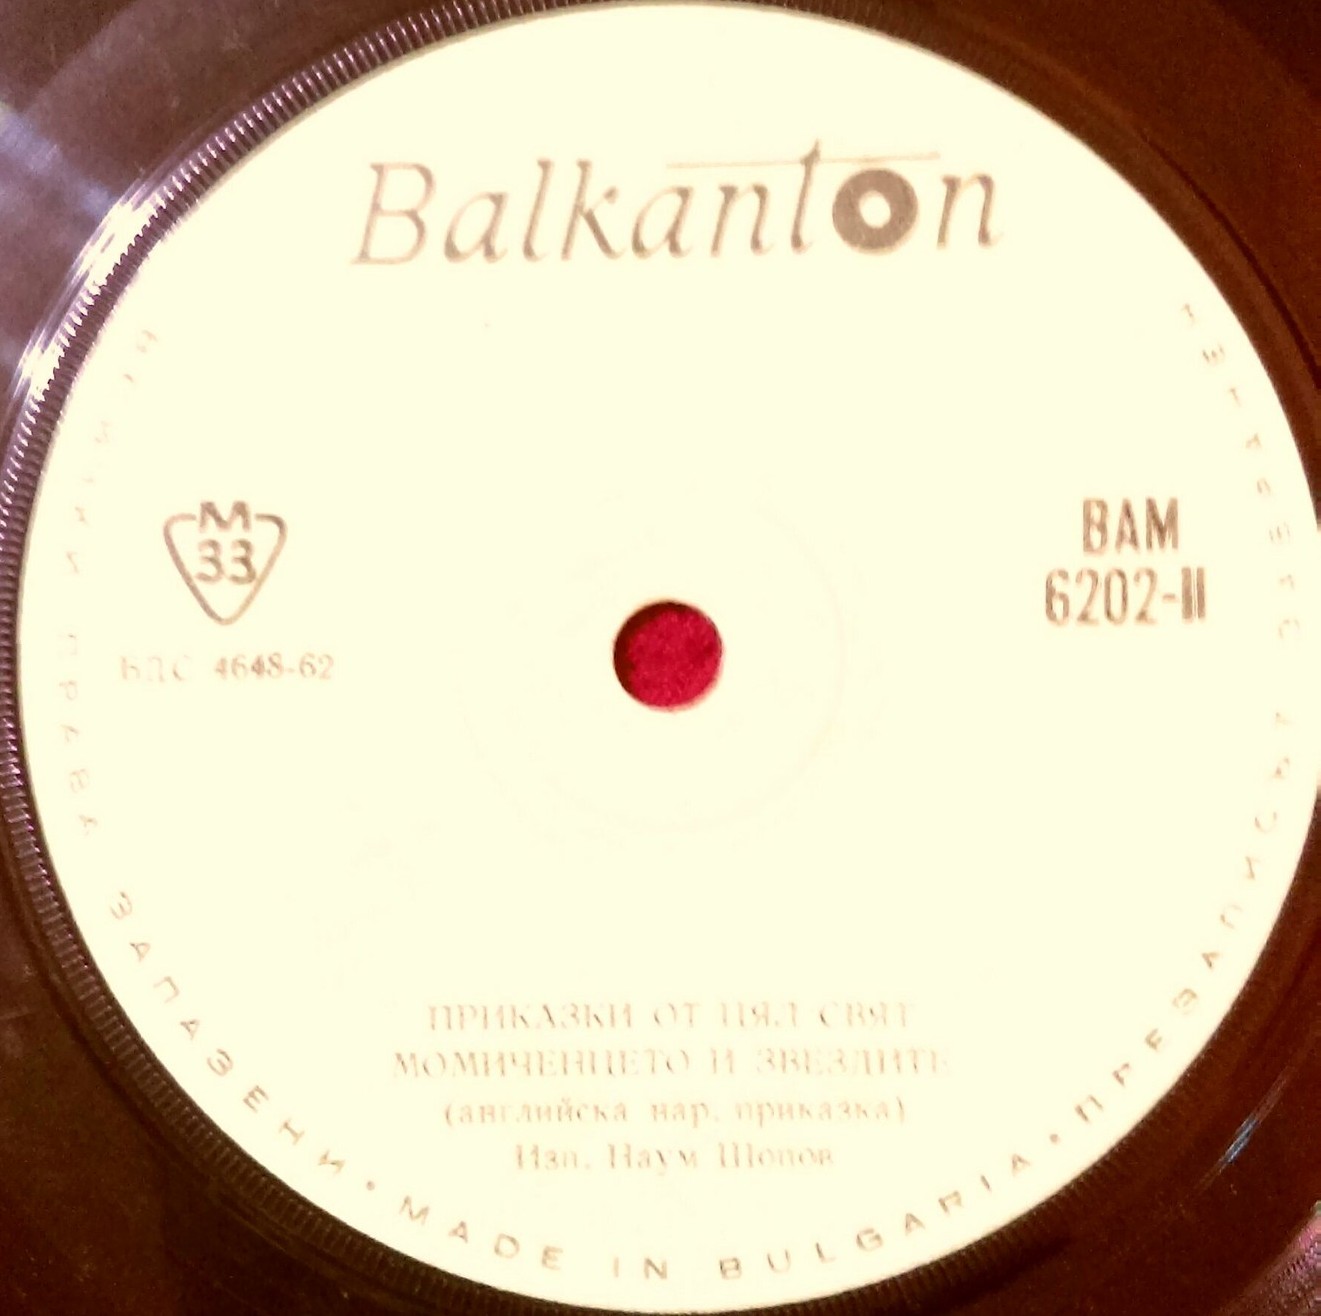 Balkanton
M
33
БДС 4648-62
ВАМ
6202-II
ПРИКАЗКИ ОТ ЦЯЛ СВЯТ
МОМИЧЕНЦЕТО И ЗВЕЗДИТЕ
(английска нар. приказка)
Изп. Наум Шопов
ПРАВА ЗАПАЗЕНИ • MADE IN BULGARIA •